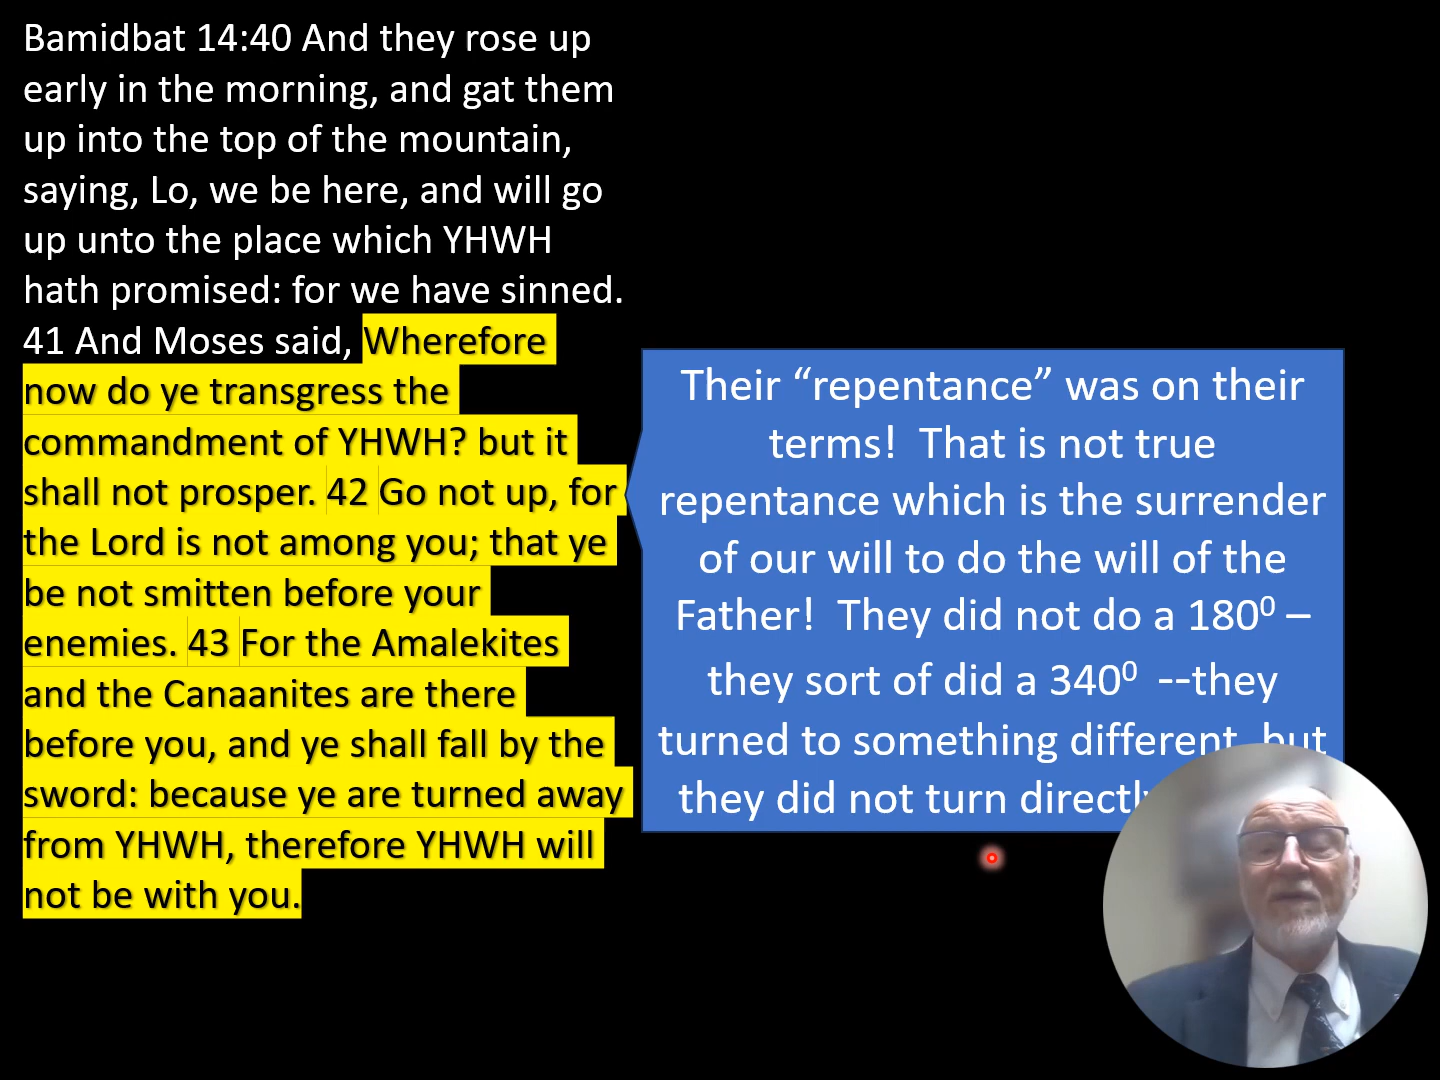 Bamidbat 14:40 And they rose up
early in the morning, and gat them
up into the top of the mountain,
saying, Lo, we be here, and will go
up unto the place which YHWH
hath promised: for we have sinned.
41 And Moses said, Wherefore
now do ye transgress the
commandment of YHWH? but it
shall not prosper. 42 Go not up, for
the Lord is not among you; that ye
be not smitten before your
enemies. 43 For the Amalekites
and the Canaanites are there
before you, and ye shall fall by the
sword: because ye are turned away
from YHWH, therefore YHWH will
not be with you.
Their “repentance” was on their
terms!  That is not true
repentance which is the surrender
of our will to do the will of the
Father!  They did not do a 180⁰ –
they sort of did a 340⁰  --they
turned to something different, but
they did not turn